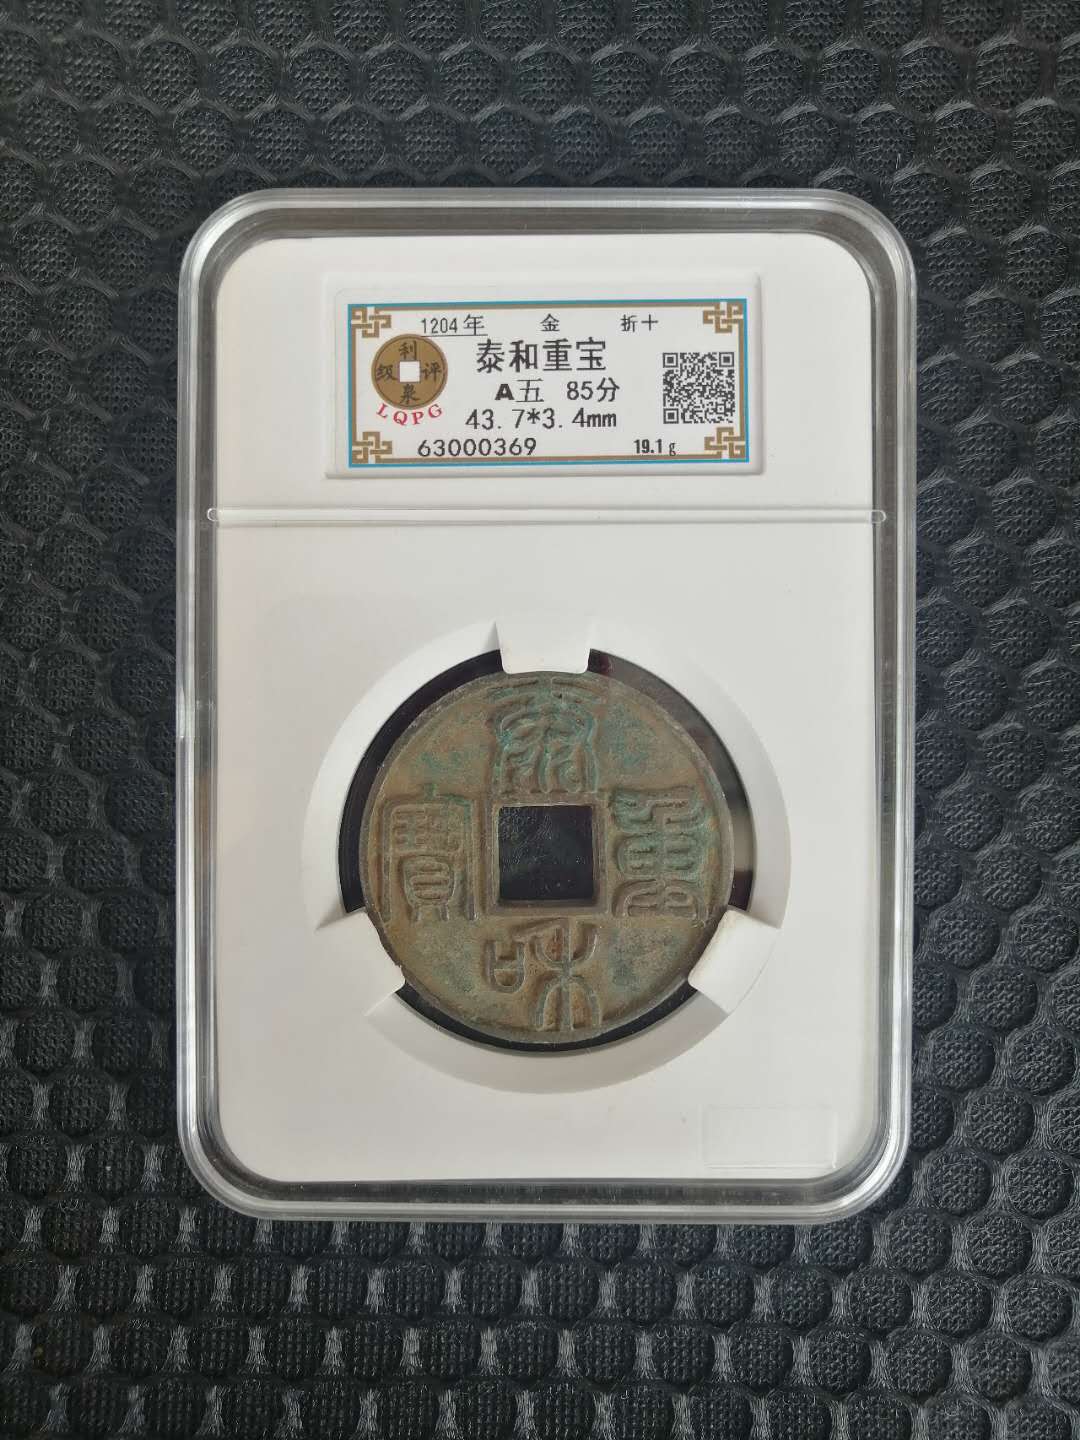 1204年 金 折十
泰和重宝
A五 85分
43.7*3.4mm
63000369 19.1g
利泉评级
LQPG
泰和重寶